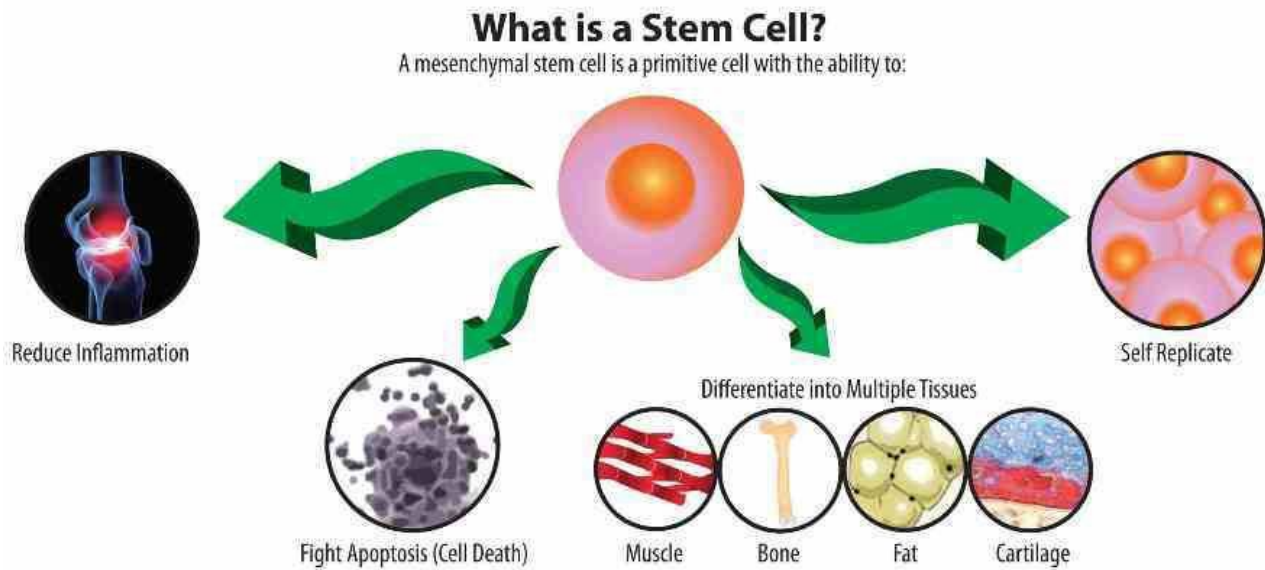 What is a Stem Cell?
A mesenchymal stem cell is a primitive cell with the ability to:
Reduce Inflammation
Self Replicate
Differentiate into Multiple Tissues
Fight Apoptosis (Cell Death)
Muscle
Bone
Fat
Cartilage